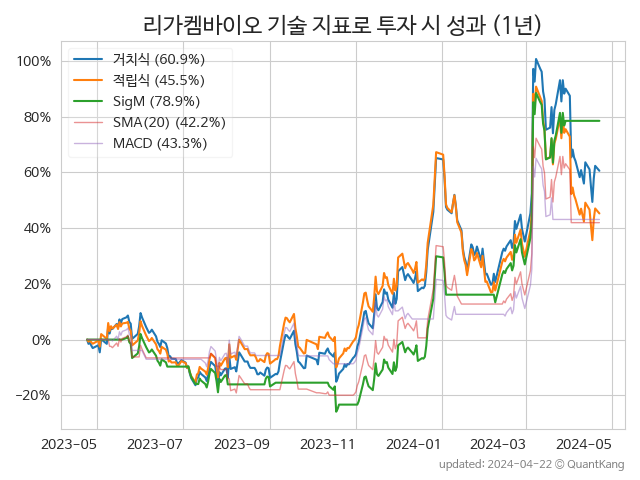 리가켐바이오 기술 지표로 투자 시 성과 (1년)
거치식 (60.9%)
적립식 (45.5%)
SigM (78.9%)
SMA(20) (42.2%)
MACD (43.3%)
100%
80%
60%
40%
20%
0%
−20%
2023-05 2023-07 2023-09 2023-11 2024-01 2024-03 2024-05
updated: 2024-04-22 © QuantKang